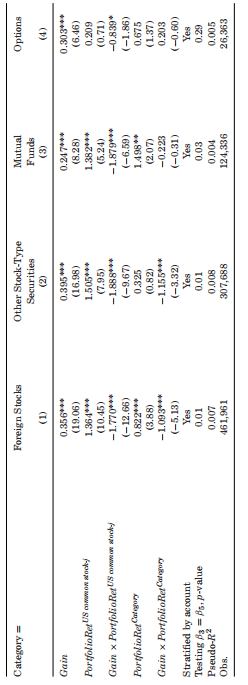 Category = Foreign Stocks Other Stock-Type Securities Mutual Funds Options
(1) (2) (3) (4)
Gain 0.356*** 0.395*** 0.247*** 0.303***
(19.06) (16.98) (8.28) (6.46)
PortfolioRet^US common stock-j 1.364*** 1.505*** 1.382*** 0.209
(10.45) (7.95) (5.24) (0.71)
Gain × PortfolioRet^US common stock-j −1.770*** −1.888*** −1.879*** −0.839*
(−12.66) (−9.67) (−6.59) (−1.86)
PortfolioRet^Category 0.822*** 0.325 1.498** 0.675
(3.88) (0.82) (2.07) (1.37)
Gain × PortfolioRet^Category −1.093*** −1.155*** −0.223 0.203
(−5.13) (−3.32) (−0.31) (−0.60)
Stratified by account Yes Yes Yes Yes
Testing β3 = β5, p-value 0.01 0.01 0.03 0.29
Pseudo-R² 0.007 0.008 0.004 0.005
Obs. 461,961 307,688 124,336 26,363